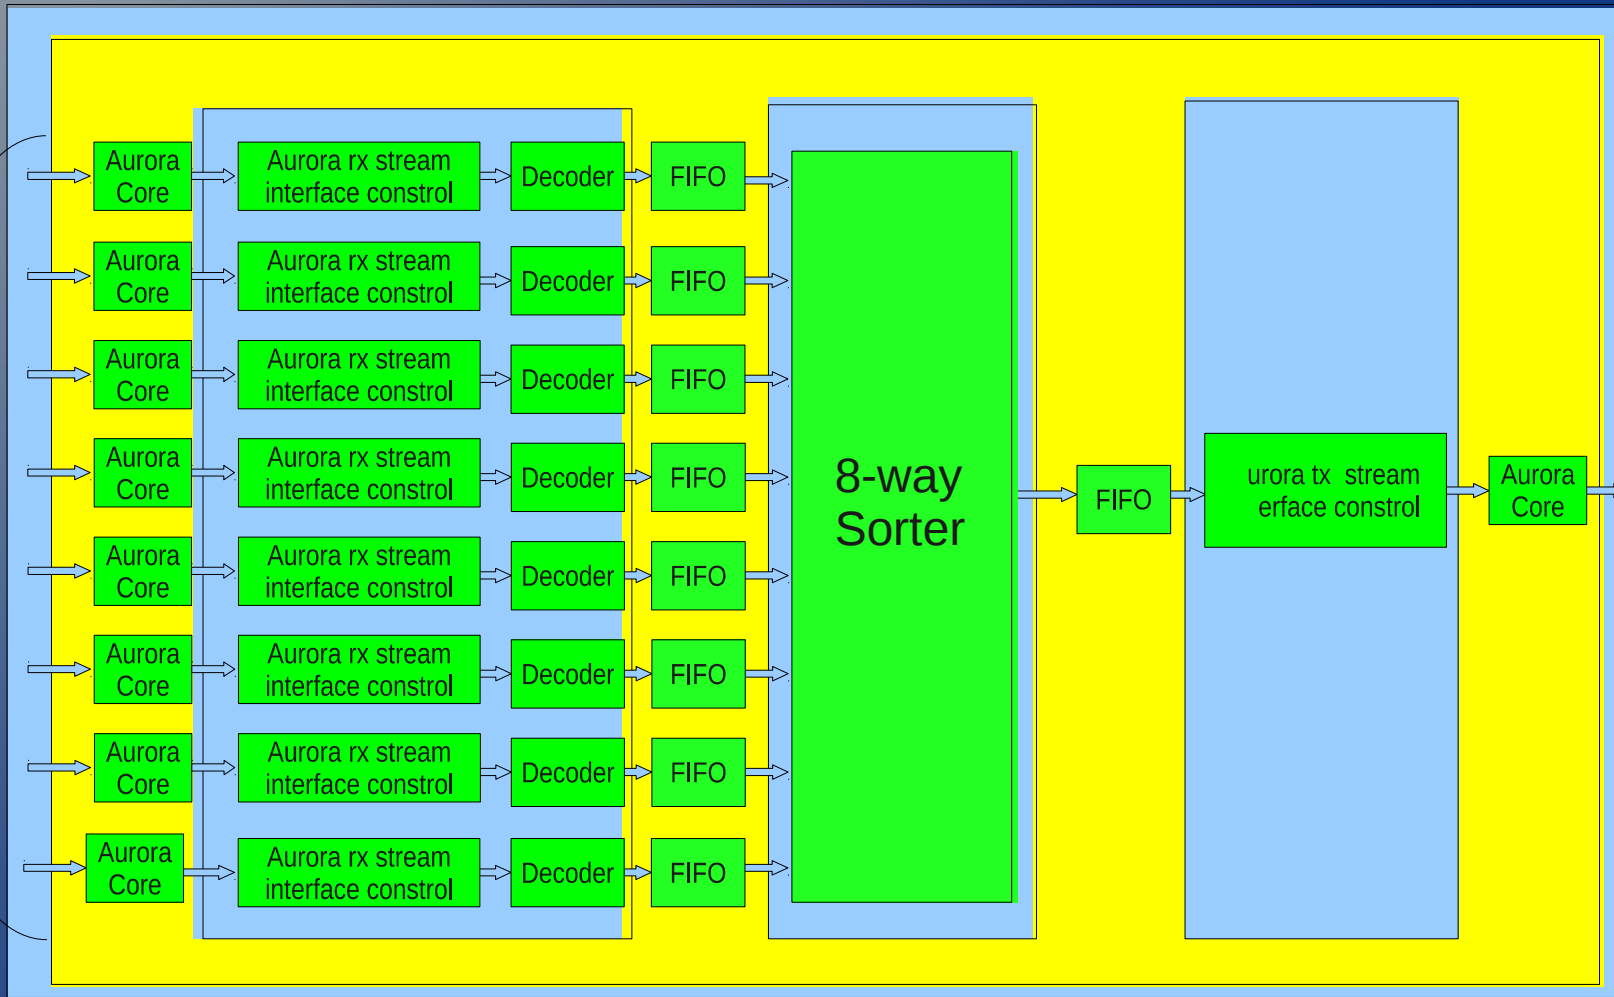 Aurora
Core
Aurora rx stream
interface constrol
Decoder
FIFO
Aurora
Core
Aurora rx stream
interface constrol
Decoder
FIFO
Aurora
Core
Aurora rx stream
interface constrol
Decoder
FIFO
Aurora
Core
Aurora rx stream
interface constrol
Decoder
FIFO
Aurora
Core
Aurora rx stream
interface constrol
Decoder
FIFO
Aurora
Core
Aurora rx stream
interface constrol
Decoder
FIFO
Aurora
Core
Aurora rx stream
interface constrol
Decoder
FIFO
Aurora
Core
Aurora rx stream
interface constrol
Decoder
FIFO
8-way
Sorter
FIFO
urora tx stream
erface constrol
Aurora
Core